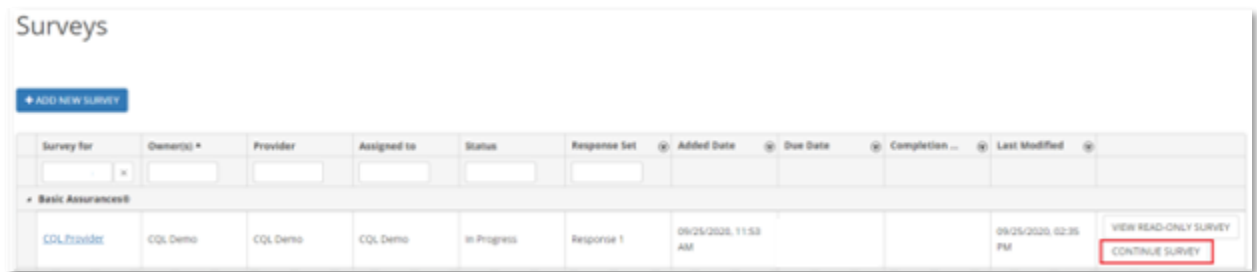 Surveys
+ ADD NEW SURVEY
Survey for Owner(s) Provider Assigned to Status Response Set Added Date Due Date Completion ... Last Modified
Basic Assurances®
CQL Provider CQL Demo CQL Demo CQL Demo In Progress Response 1 09/25/2020, 11:53 AM 09/25/2020, 02:35 PM VIEW READ-ONLY SURVEY
CONTINUE SURVEY